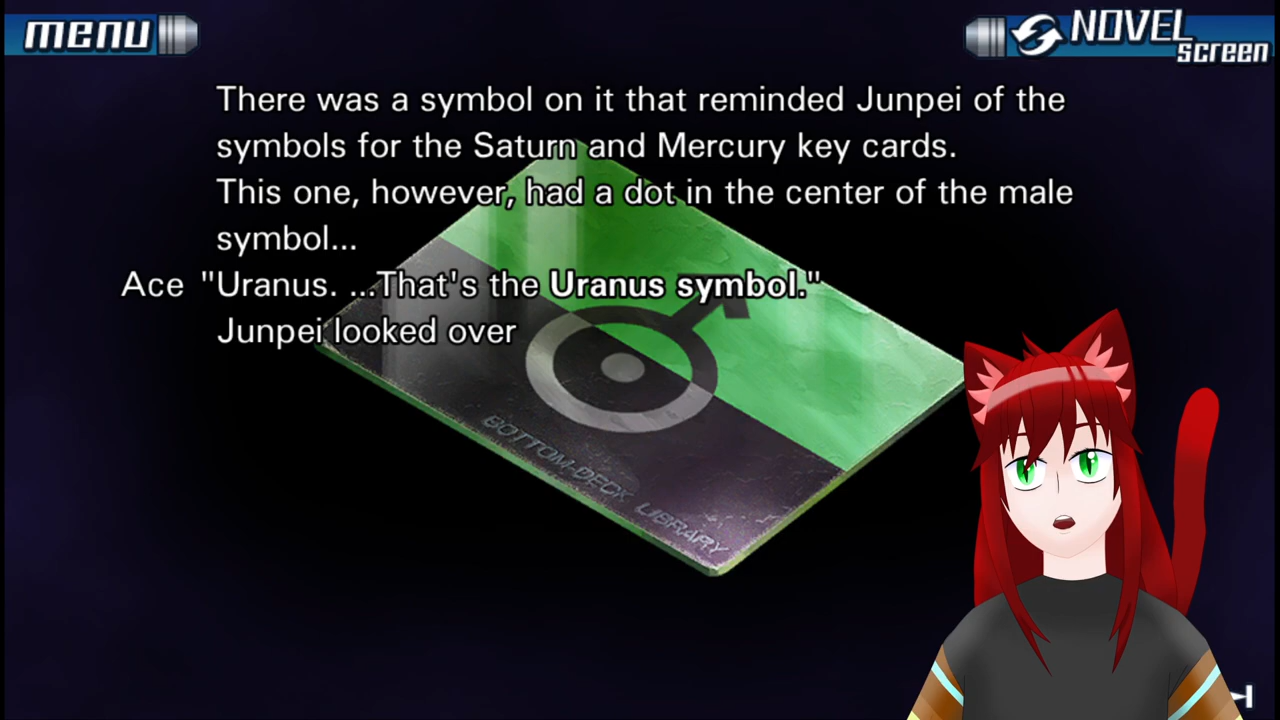 menu
NOVEL
screen
There was a symbol on it that reminded Junpei of the
symbols for the Saturn and Mercury key cards.
This one, however, had a dot in the center of the male
symbol...
Ace "Uranus. ...That's the Uranus symbol."
Junpei looked over
BOTTOM-DECK LIBRARY